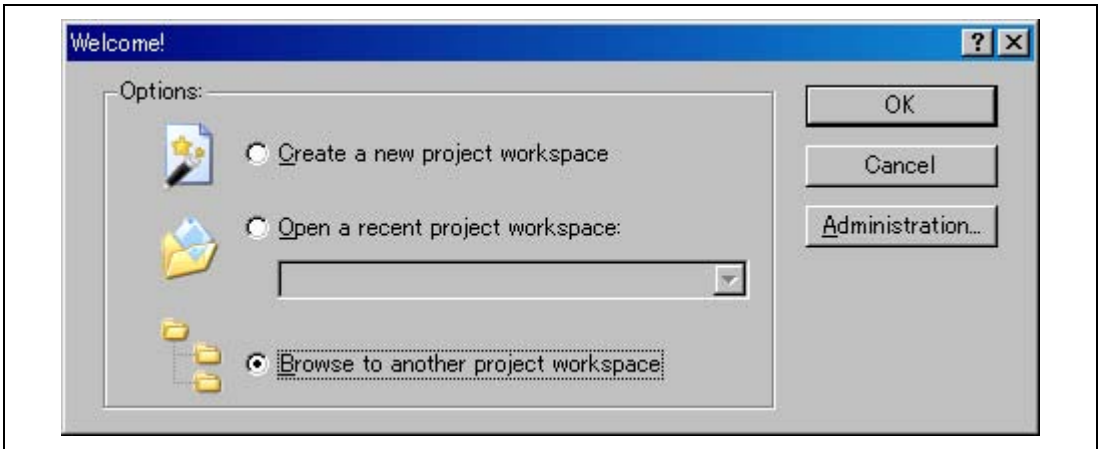 Welcome!
Options:
Create a new project workspace
Open a recent project workspace:
Browse to another project workspace
OK
Cancel
Administration...